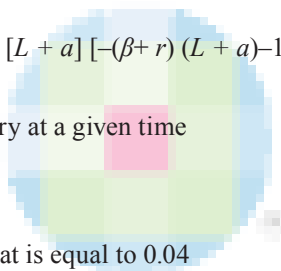 [L + a] [–(β+ r) (L + a)–1
ry at a given time
at is equal to 0.04